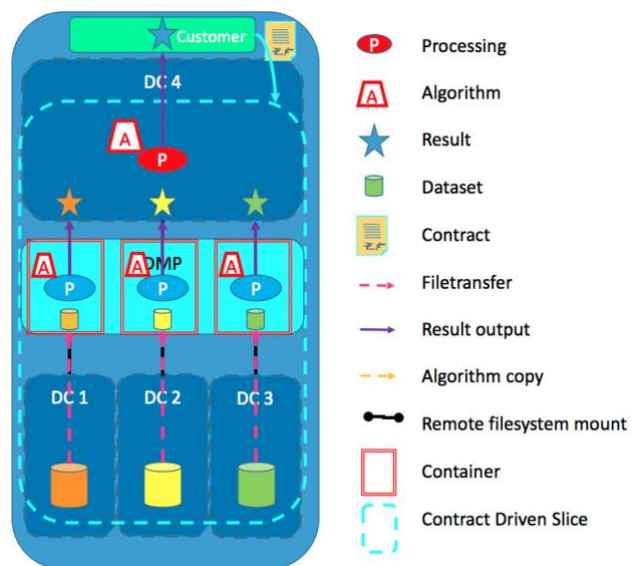 Customer
DC 4
A
P
A
A
DMP
A
P
P
P
DC 1
DC 2
DC 3
P
Processing
A
Algorithm
Result
Dataset
Contract
Filetransfer
Result output
Algorithm copy
Remote filesystem mount
Container
Contract Driven Slice